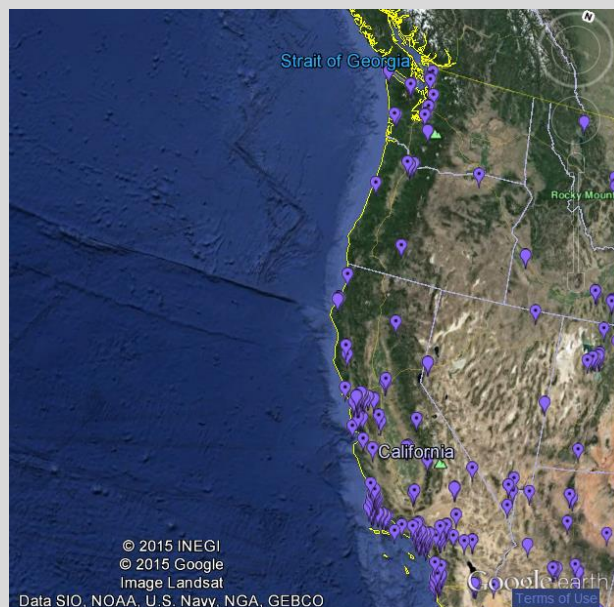 N
Strait of Georgia
Rocky Mount
California
© 2015 INEGI
© 2015 Google
Image Landsat
Data SIO, NOAA, U.S. Navy, NGA, GEBCO
Google earth
Terms of Use